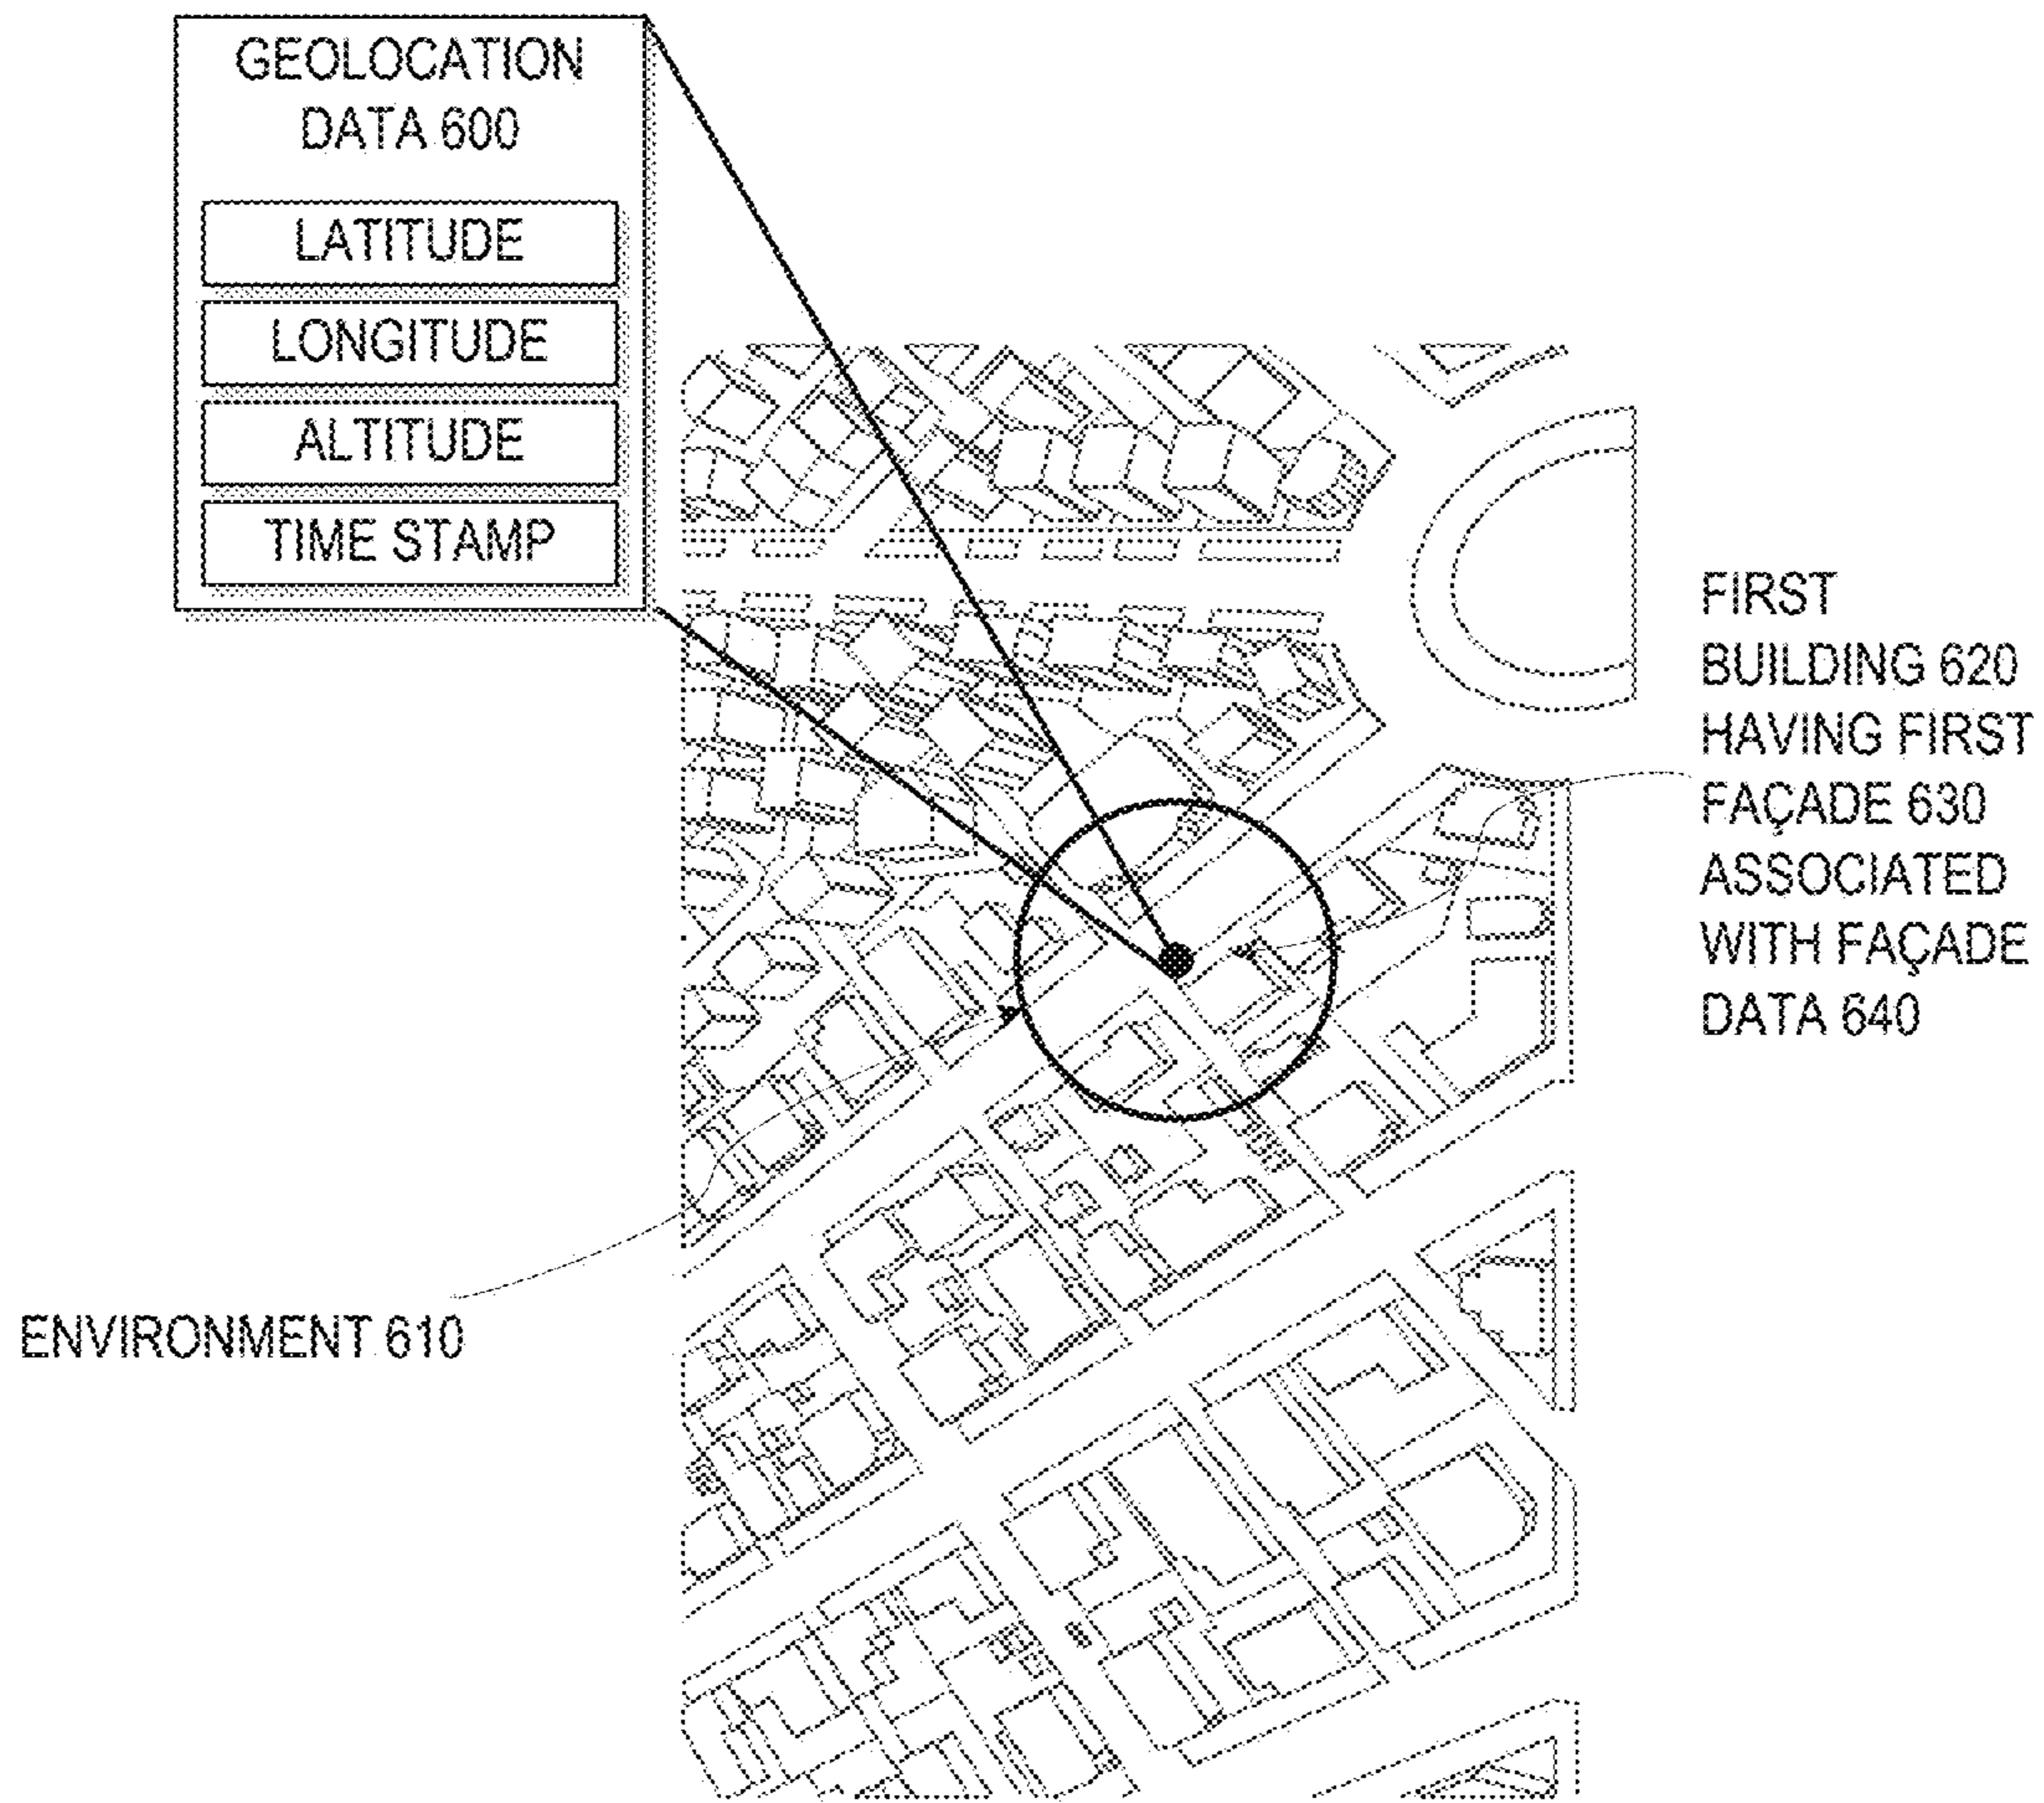 GEOLOCATION
DATA 600
LATITUDE
LONGITUDE
ALTITUDE
TIME STAMP
FIRST
BUILDING 620
HAVING FIRST
FAÇADE 630
ASSOCIATED
WITH FAÇADE
DATA 640
ENVIRONMENT 610